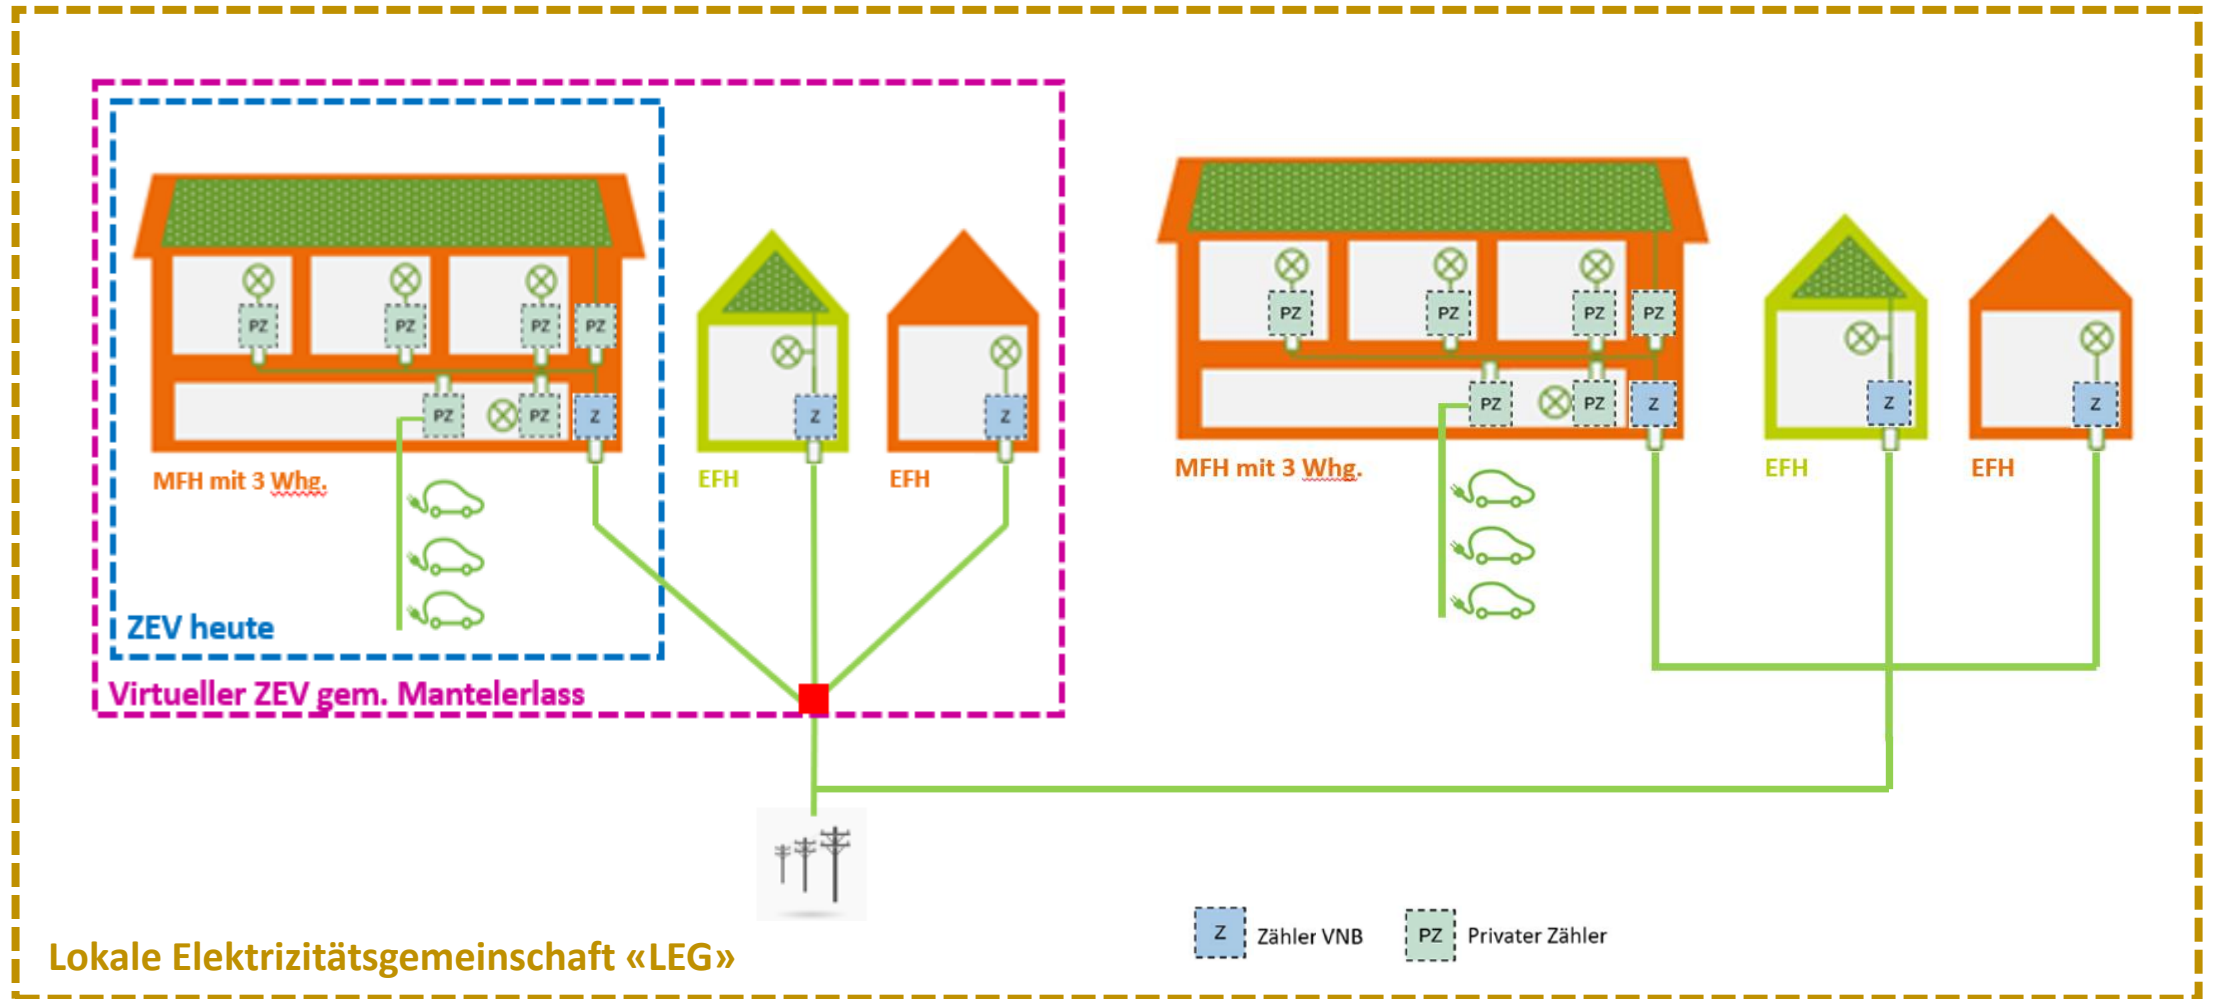 PZ PZ PZ PZ
PZ PZ Z
Z
Z
MFH mit 3 Whg.
EFH
EFH
ZEV heute
Virtueller ZEV gem. Mantelerlass
PZ PZ PZ PZ
PZ PZ Z
Z
Z
MFH mit 3 Whg.
EFH
EFH
Z Zähler VNB
PZ Privater Zähler
Lokale Elektrizitätsgemeinschaft «LEG»